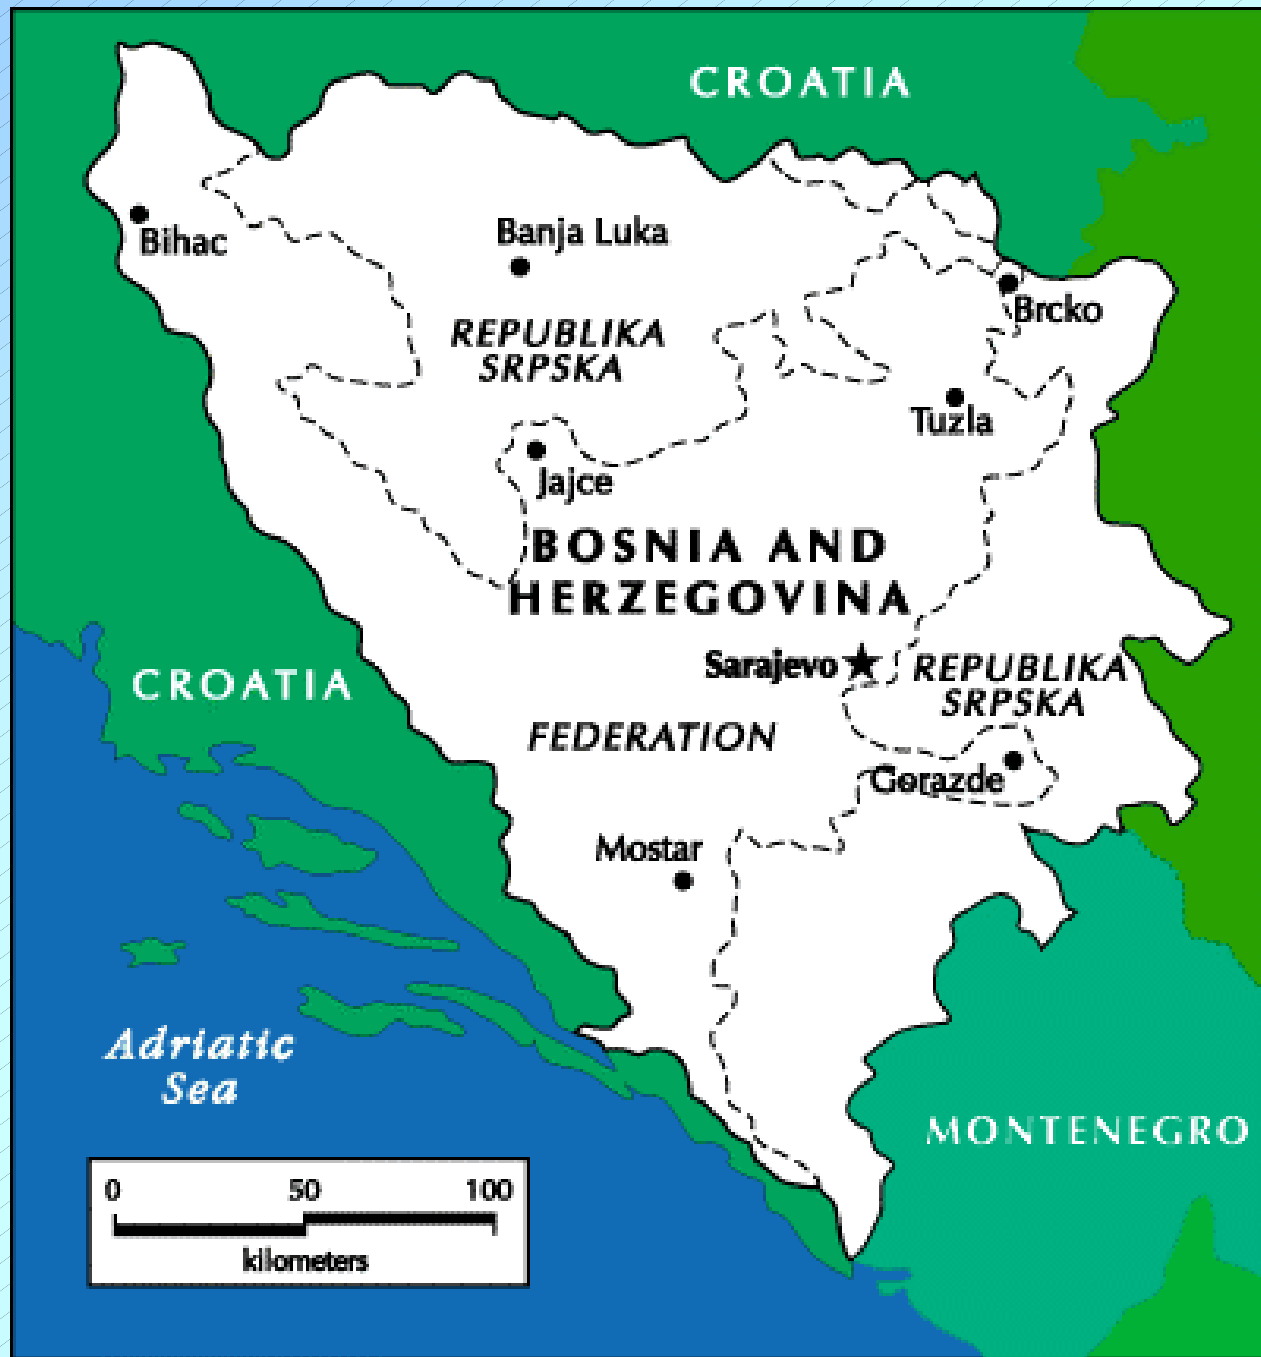 CROATIA
Bihac
Banja Luka
REPUBLIKA
SRPSKA
Brcko
Tuzla
Jajce
BOSNIA AND
HERZEGOVINA
Sarajevo
REPUBLIKA
SRPSKA
CROATIA
FEDERATION
Gorazde
Mostar
Adriatic
Sea
MONTENEGRO
0 50 100
kilometers